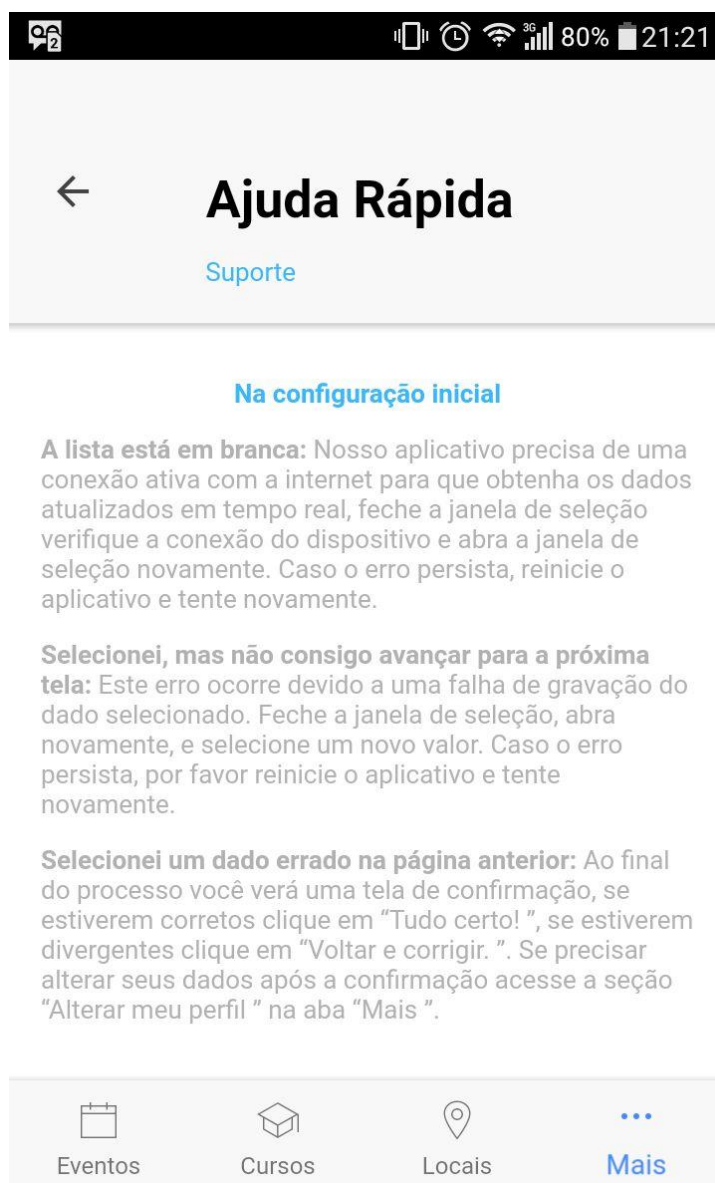 2
3G
80%
21:21
Ajuda Rápida
Suporte
Na configuração inicial
A lista está em branca: Nosso aplicativo precisa de uma
conexão ativa com a internet para que obtenha os dados
atualizados em tempo real, feche a janela de seleção
verifique a conexão do dispositivo e abra a janela de
seleção novamente. Caso o erro persista, reinicie o
aplicativo e tente novamente.
Selecionei, mas não consigo avançar para a próxima
tela: Este erro ocorre devido a uma falha de gravação do
dado selecionado. Feche a janela de seleção, abra
novamente, e selecione um novo valor. Caso o erro
persista, por favor reinicie o aplicativo e tente
novamente.
Selecionei um dado errado na página anterior: Ao final
do processo você verá uma tela de confirmação, se
estiverem corretos clique em “Tudo certo! ”, se estiverem
divergentes clique em “Voltar e corrigir. ”. Se precisar
alterar seus dados após a confirmação acesse a seção
“Alterar meu perfil ” na aba “Mais ”.
Eventos
Cursos
Locais
Mais